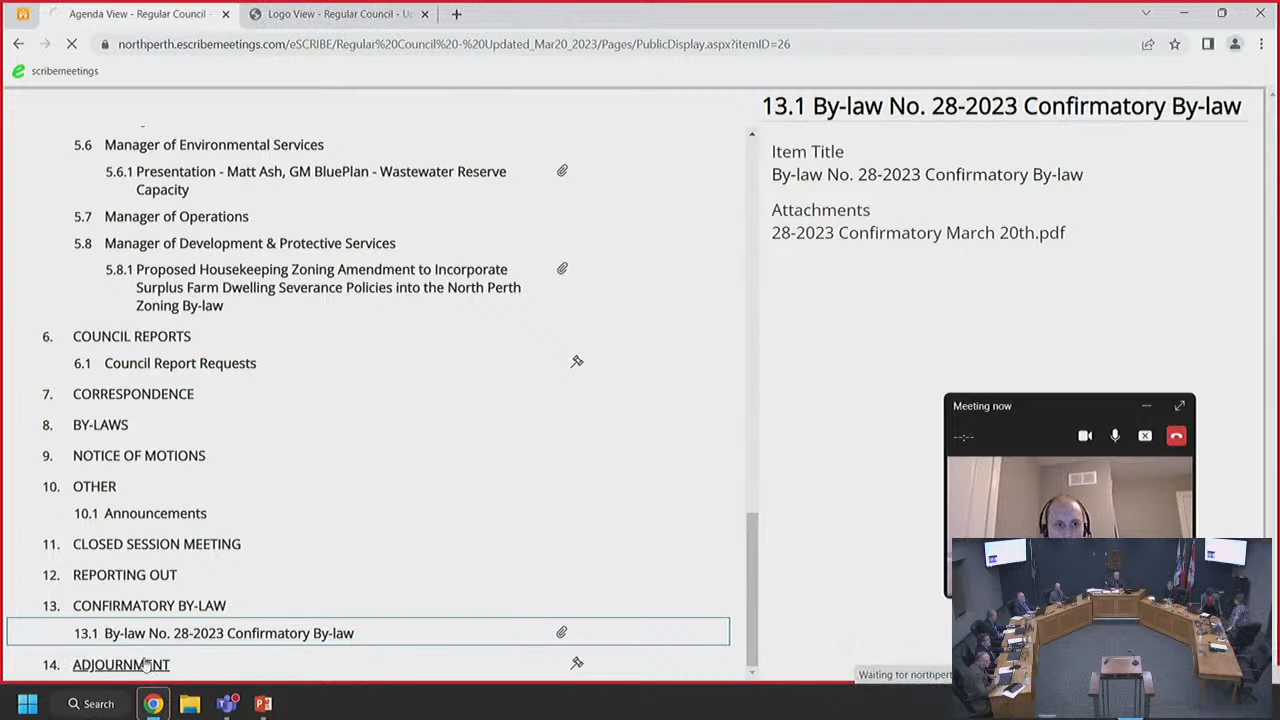 Agenda View - Regular Council -
Logo View - Regular Council - U
northperth.escribemeetings.com/eSCRIBE/Regular%20Council%20-%20Updated_Mar20_2023/Pages/PublicDisplay.aspx?itemID=26
scribemeetings
5.6 Manager of Environmental Services
5.6.1 Presentation - Matt Ash, GM BluePlan - Wastewater Reserve
Capacity
5.7 Manager of Operations
5.8 Manager of Development & Protective Services
5.8.1 Proposed Housekeeping Zoning Amendment to Incorporate
Surplus Farm Dwelling Severance Policies into the North Perth
Zoning By-law
6. COUNCIL REPORTS
6.1 Council Report Requests
7. CORRESPONDENCE
8. BY-LAWS
9. NOTICE OF MOTIONS
10. OTHER
10.1 Announcements
11. CLOSED SESSION MEETING
12. REPORTING OUT
13. CONFIRMATORY BY-LAW
13.1 By-law No. 28-2023 Confirmatory By-law
14. ADJOURNMENT
13.1 By-law No. 28-2023 Confirmatory By-law
Item Title
By-law No. 28-2023 Confirmatory By-law
Attachments
28-2023 Confirmatory March 20th.pdf
Meeting now
--:--
Waiting for northpert
Search